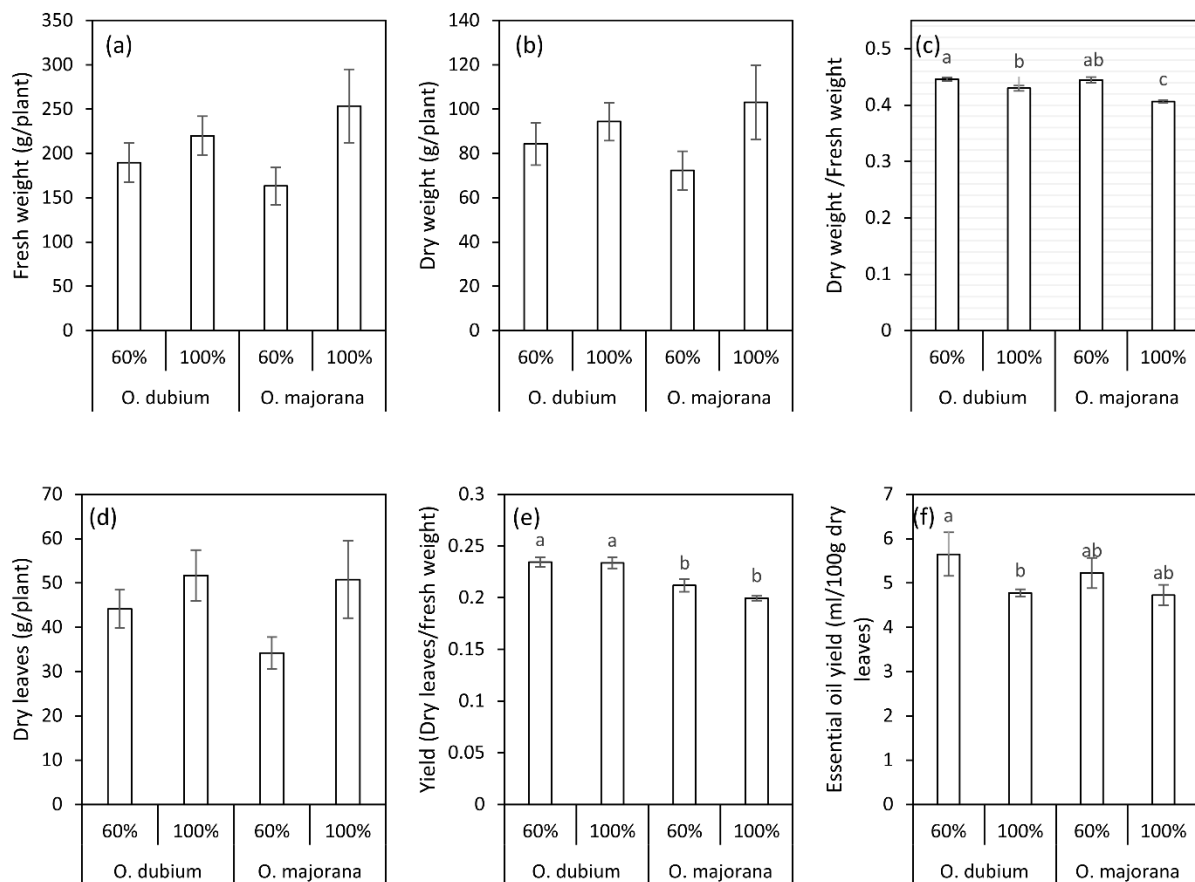 (a)
Fresh weight (g/plant)
350
300
250
200
150
100
50
0
60% 100% 60% 100%
O. dubium O. majorana
(b)
Dry weight (g/plant)
140
120
100
80
60
40
20
0
60% 100% 60% 100%
O. dubium O. majorana
(c)
Dry weight /Fresh weight
0.5
0.4
0.3
0.2
0.1
0
a b ab c
60% 100% 60% 100%
O. dubium O. majorana
(d)
Dry leaves (g/plant)
70
60
50
40
30
20
10
0
60% 100% 60% 100%
O. dubium O. majorana
(e)
Yield (Dry leaves/fresh weight)
0.3
0.25
0.2
0.15
0.1
0.05
0
a a b b
60% 100% 60% 100%
O. dubium O. majorana
(f)
Essential oil yield (ml/100g dry
leaves)
7
6
5
4
3
2
1
0
a b ab ab
60% 100% 60% 100%
O. dubium O. majorana